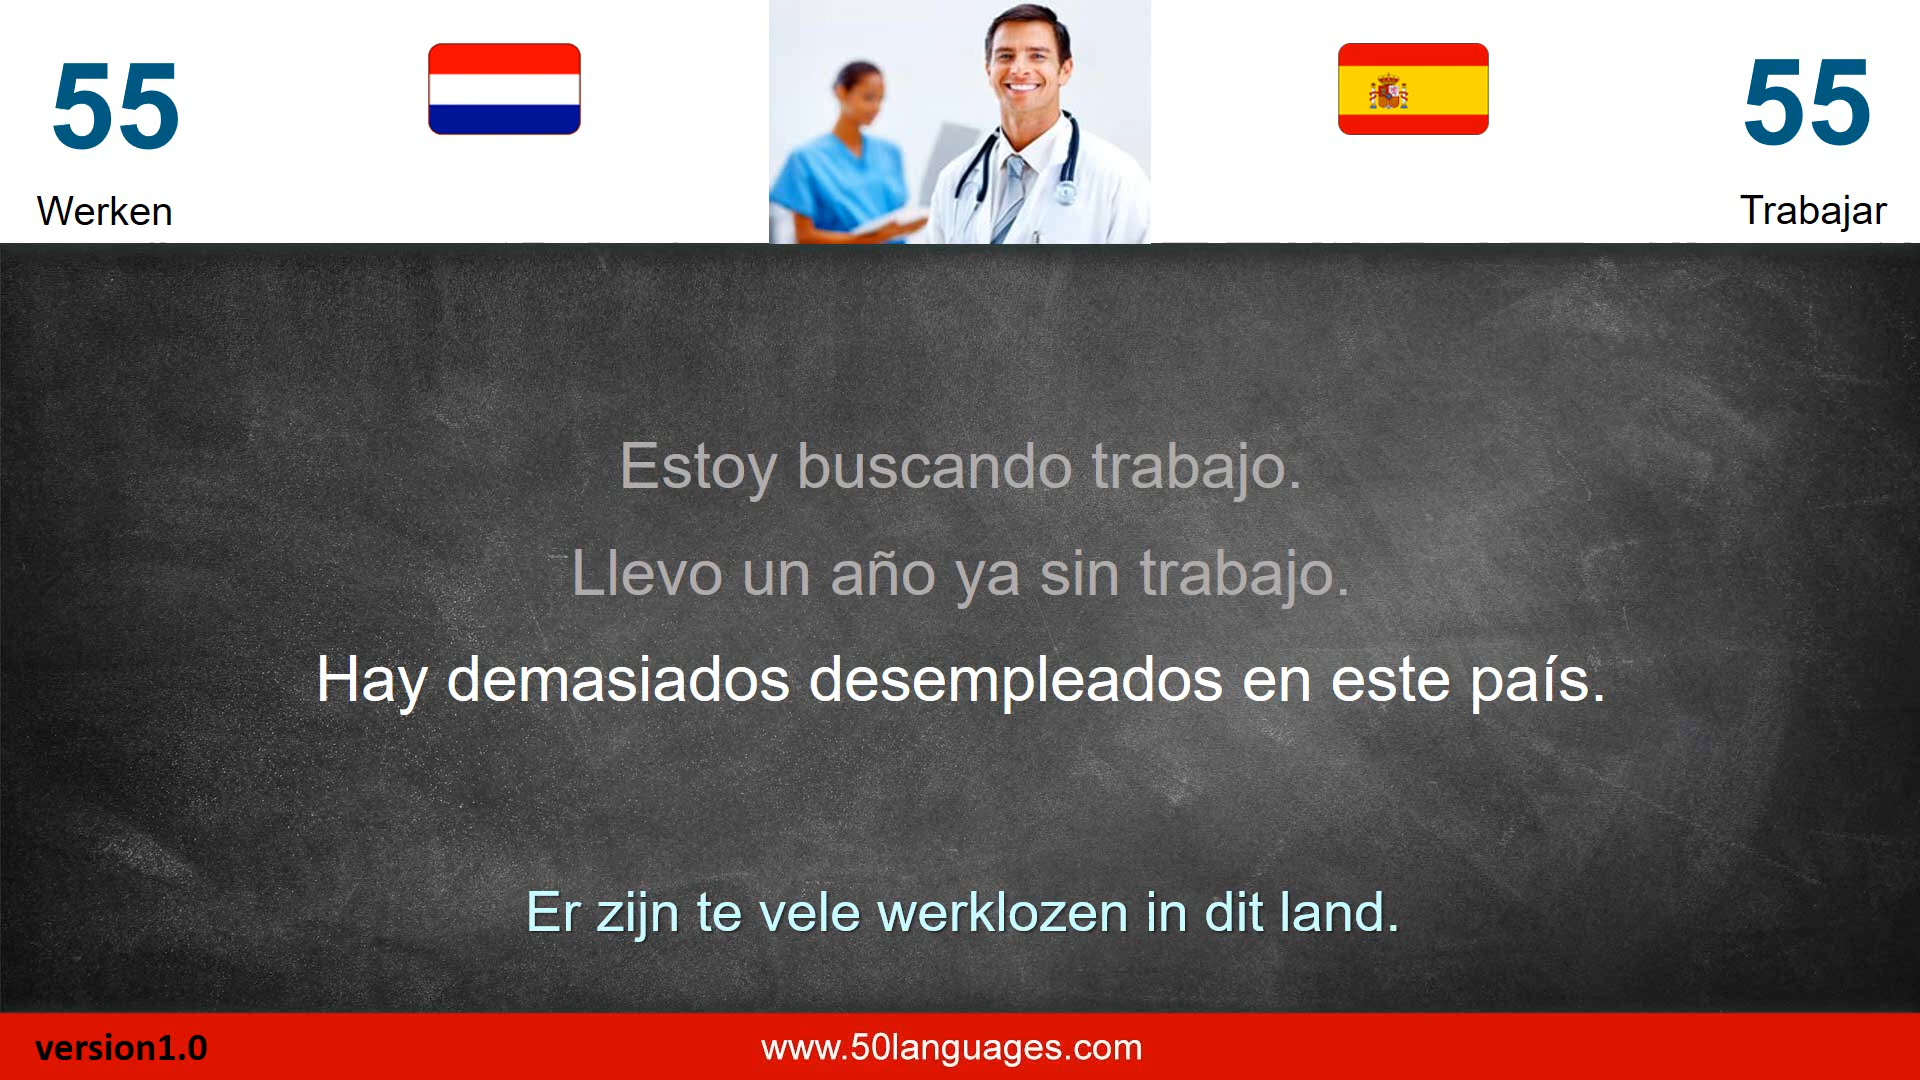 55
55
Werken
Trabajar
Estoy buscando trabajo.
Llevo un año ya sin trabajo.
Hay demasiados desempleados en este país.
Er zijn te vele werklozen in dit land.
version1.0
www.50languages.com